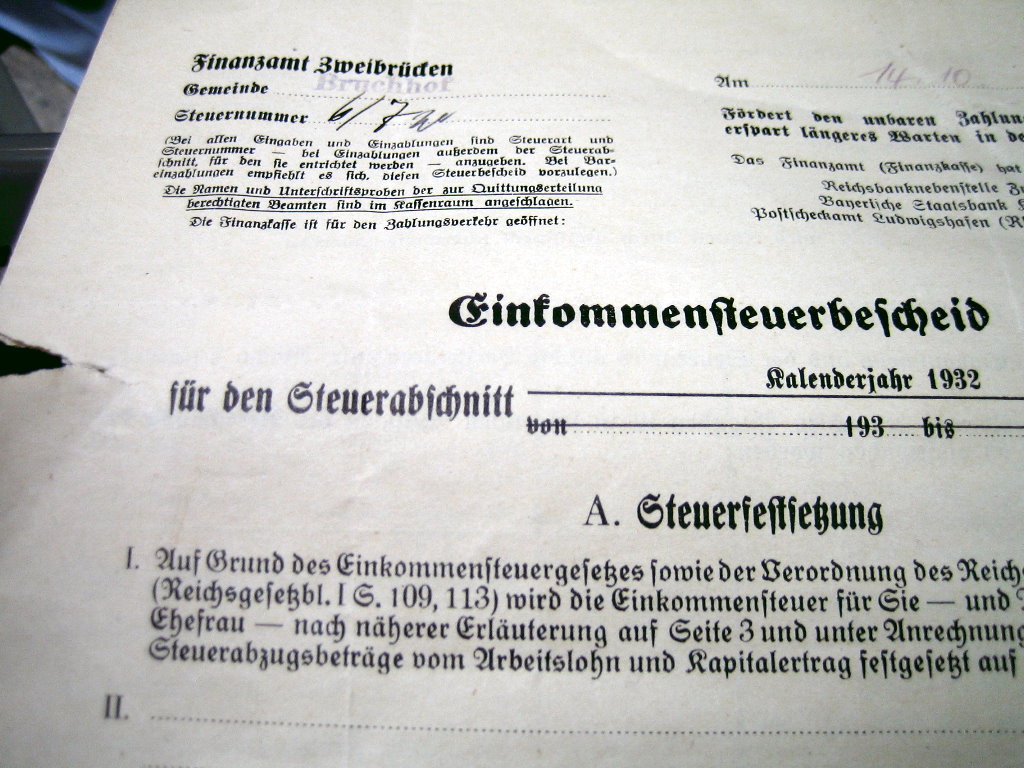 Finanzamt Zweibrücken
Gemeinde Bruchhof
Steuernummer 6/7
Am 14. 10.
(Bei allen Eingaben und Einzahlungen sind Steuerart und
Steuernummer — bei Einzahlungen außerdem der Steuerab-
schnitt, für den sie entrichtet werden — anzugeben. Bei Bar-
einzahlungen empfiehlt es sich, diesen Steuerbescheid vorzulegen.)
Die Namen und Unterschriftsproben der zur Quittungserteilung
berechtigten Beamten sind im Kassenraum angeschlagen.
Die Finanzkasse ist für den Zahlungsverkehr geöffnet:
Fördert den unbaren
erspart längeres Warten in
Das Finanzamt (Finanzkasse) hat
Reichsbanknebenstelle
Bayerliche Staatsbank
Postscheckamt Ludwigshafen
Einkommensteuerbescheid
für den Steuerabschnitt
Kalenderjahr 1932
von 193 bis
A. Steuerfestsetzung
I. Auf Grund des Einkommensteuergesetzes sowie der Verordnung des
(Reichsgesetzbl. I S. 109, 113) wird die Einkommensteuer für Sie — und
Ehefrau — nach näherer Erläuterung auf Seite 3 und unter Anrechnung
Steuerabzugsbeträge vom Arbeitslohn und Kapitalertrag festgesetzt auf
II.